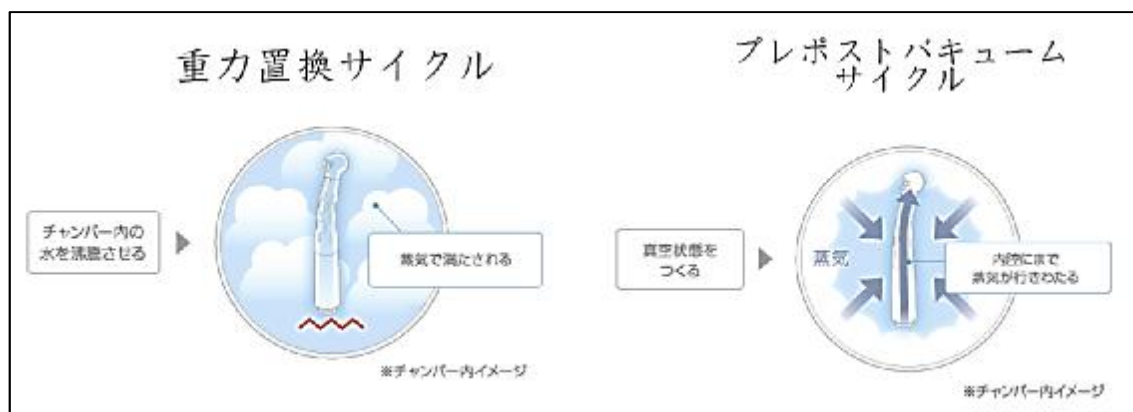 重力置換サイクル
チャンバー内の
水を沸騰させる
蒸気で満たされる
※チャンバー内イメージ
プレポストバキューム
サイクル
真空状態を
つくる
蒸気
内腔にまで
蒸気が行きわたる
※チャンバー内イメージ